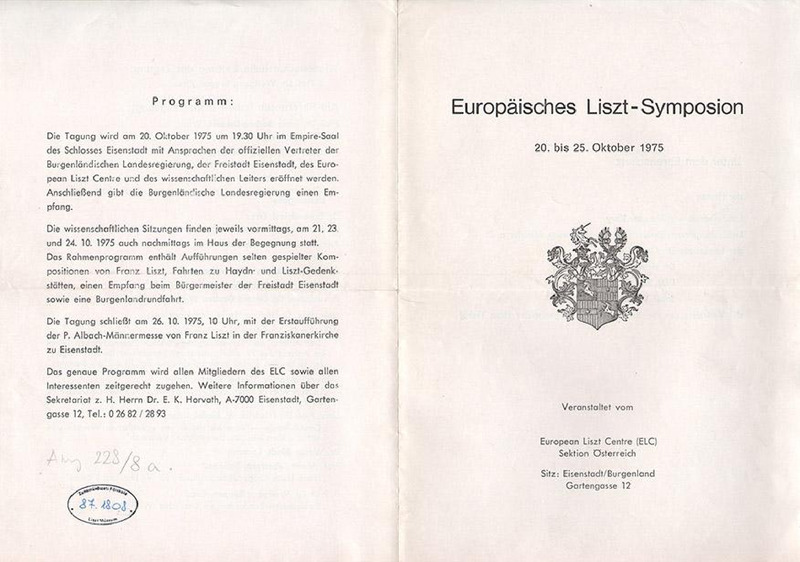 Programm:
Die Tagung wird am 20. Oktober 1975 um 19.30 Uhr im Empire-Saal
des Schlosses Eisenstadt mit Ansprachen der offiziellen Vertreter der
Burgenländischen Landesregierung, der Freistadt Eisenstadt, des Euro-
pean Liszt Centre und des wissenschaftlichen Leiters eröffnet werden.
Anschließend gibt die Burgenländische Landesregierung einen Em-
pfang.
Die wissenschaftlichen Sitzungen finden jeweils vormittags, am 21, 23.
und 24. 10. 1975 auch nachmittags im Haus der Begegnung statt.
Das Rahmenprogramm enthält Aufführungen selten gespielter Kom-
positionen von Franz Liszt, Fahrten zu Haydn- und Liszt-Gedenk-
stätten, einen Empfang beim Bürgermeister der Freistadt Eisenstadt
sowie eine Burgenlandrundfahrt.
Die Tagung schließt am 26. 10. 1975, 10 Uhr, mit der Erstaufführung
der P. Albach-Männermesse von Franz Liszt in der Franziskanerkirche
zu Eisenstadt.
Das genaue Programm wird allen Mitgliedern des ELC sowie allen
Interessenten zeitgerecht zugehen. Weitere Informationen über das
Sekretariat z. H. Herrn Dr. E. K. Horvath, A-7000 Eisenstadt, Garten-
gasse 12, Tel.: 0 26 82 / 28 93
228/8a.
87.1808
Liszt Múzeum
Europäisches Liszt-Symposion
20. bis 25. Oktober 1975
Veranstaltet vom
European Liszt Centre (ELC)
Sektion Österreich
Sitz: Eisenstadt/Burgenland
Gartengasse 12